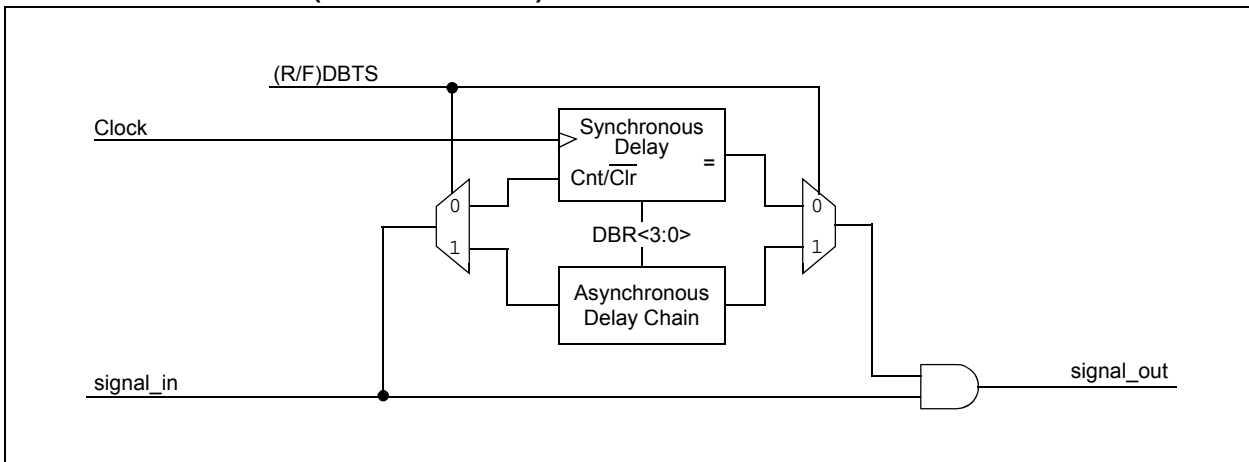 (R/F)DBTS
Clock
Synchronous
Delay
=
Cnt/Clr
0
0
DBR<3:0>
1
1
Asynchronous
Delay Chain
signal_in
signal_out